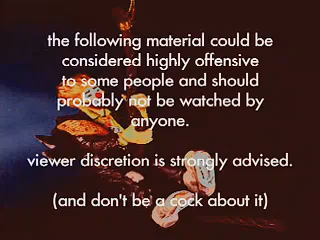 the following material could be
considered highly offensive
to some people and should
probably not be watched by
anyone.
viewer discretion is strongly advised.
(and don't be a cock about it)